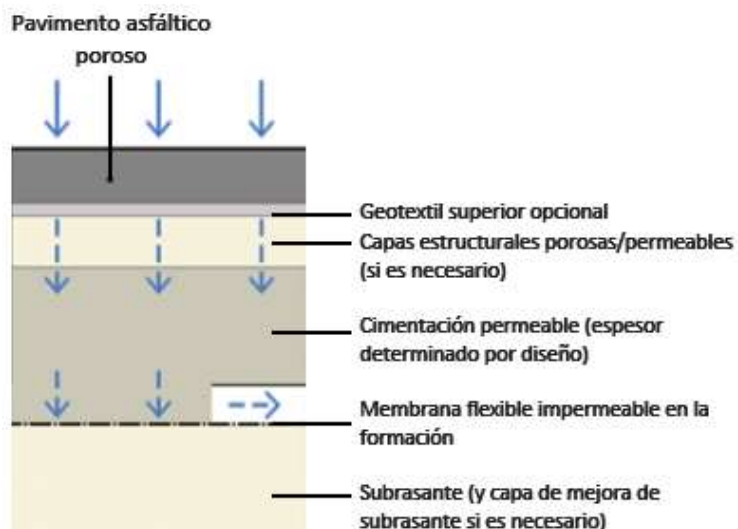 Pavimento asfáltico
poroso
Geotextil superior opcional
Capas estructurales porosas/permeables
(si es necesario)
Cimentación permeable (espesor
determinado por diseño)
Membrana flexible impermeable en la
formación
Subrasante (y capa de mejora de
subrasante si es necesario)